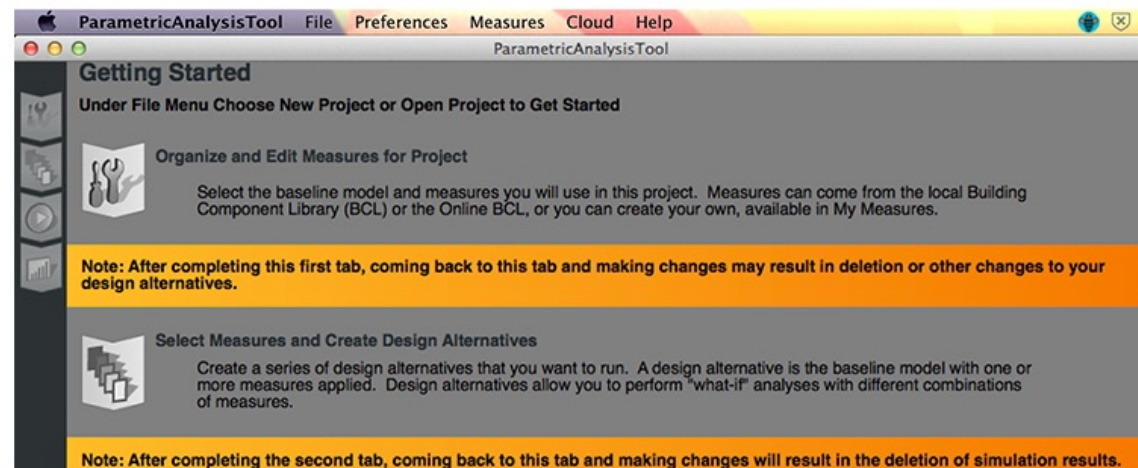 ParametricAnalysisTool File Preferences Measures Cloud Help
ParametricAnalysisTool
Getting Started
Under File Menu Choose New Project or Open Project to Get Started
Organize and Edit Measures for Project
Select the baseline model and measures you will use in this project. Measures can come from the local Building
Component Library (BCL) or the Online BCL, or you can create your own, available in My Measures.
Note: After completing this first tab, coming back to this tab and making changes may result in deletion or other changes to your
design alternatives.
Select Measures and Create Design Alternatives
Create a series of design alternatives that you want to run. A design alternative is the baseline model with one or
more measures applied. Design alternatives allow you to perform "what-if" analyses with different combinations
of measures.
Note: After completing the second tab, coming back to this tab and making changes will result in the deletion of simulation results.